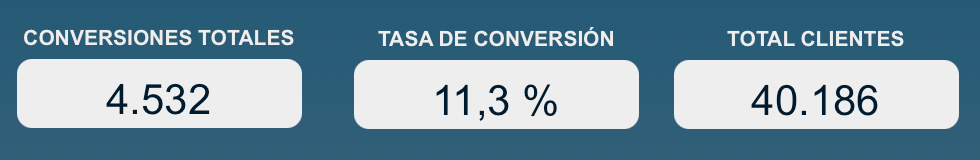 CONVERSIONES TOTALES
4.532
TASA DE CONVERSIÓN
11,3 %
TOTAL CLIENTES
40.186